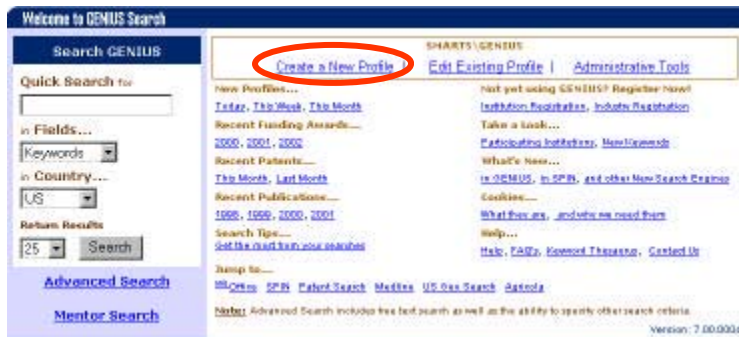 Welcome to GENIUS Search
Search GENIUS
Quick Search for
in Fields...
Keywords
in Country...
US
Return Results
25 Search
Advanced Search
Mentor Search
SMARTS\GENIUS
Create a New Profile | Edit Existing Profile | Administrative Tools
New Profiles...
Today, This Week, This Month
Recent Funding Awards...
2000, 2001, 2002
Recent Patents...
This Month, Last Month
Recent Publications...
1998, 1999, 2000, 2001
Search Tips...
Get the most from your searches
Not yet using GENIUS? Register Now!
Institution Registration, Industry Registration
Take a Look...
Participating Institutions, New Keywords
What's New...
in GENIUS, in SPIN, and other New Search Engines
Cookies...
What they are, and why we need them
Help...
Help, FAQs, Keyword Thesaurus, Contact Us
Jump to...
Office SPIN Patent Search Medline US Gov Search Agricola
Note: Advanced Search includes free text search as well as the ability to specify other search criteria
Version: 7.00.000